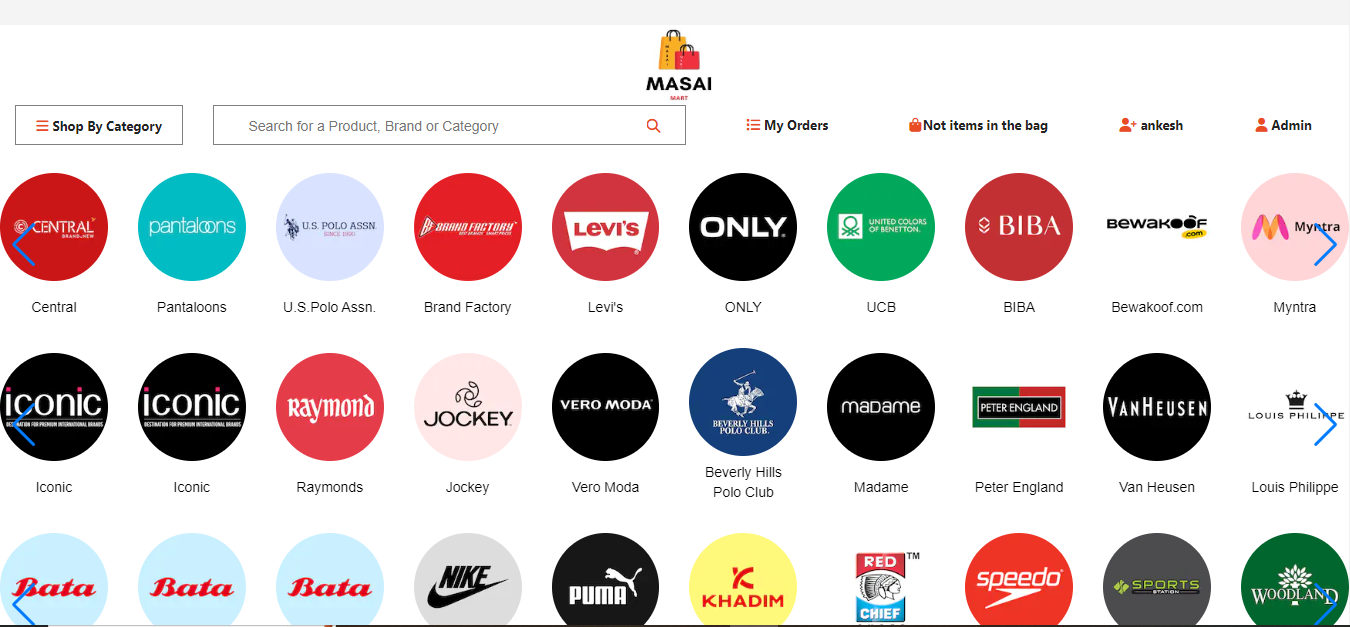 MASAI
MART
Shop By Category
Search for a Product, Brand or Category
My Orders
Not items in the bag
ankesh
Admin
CENTRAL
BRAND & NEW
pantaloons
U.S. POLO ASSN.
SINCE 1890
BRAND FACTORY
Levi's
ONLY
UNITED COLORS
OF BENETTON.
BIBA
BEWAKOOF
.com
Myntra
Central
Pantaloons
U.S.Polo Assn.
Brand Factory
Levi's
ONLY
UCB
BIBA
Bewakoof.com
Myntra
iconic
DESTINATION FOR PREMIUM INTERNATIONAL BRANDS
iconic
DESTINATION FOR PREMIUM INTERNATIONAL BRANDS
Raymond
JOCKEY
VERO MODA
BEVERLY HILLS
POLO CLUB
madame
PETER ENGLAND
VAN HEUSEN
LOUIS PHILIPPE
Iconic
Iconic
Raymonds
Jockey
Vero Moda
Beverly Hills
Polo Club
Madame
Peter England
Van Heusen
Louis Philippe
Bata
Bata
Bata
NIKE
PUMA
KHADIM
RED
TM
CHIEF
speedo
SPORTS
STATION
WOODLAND